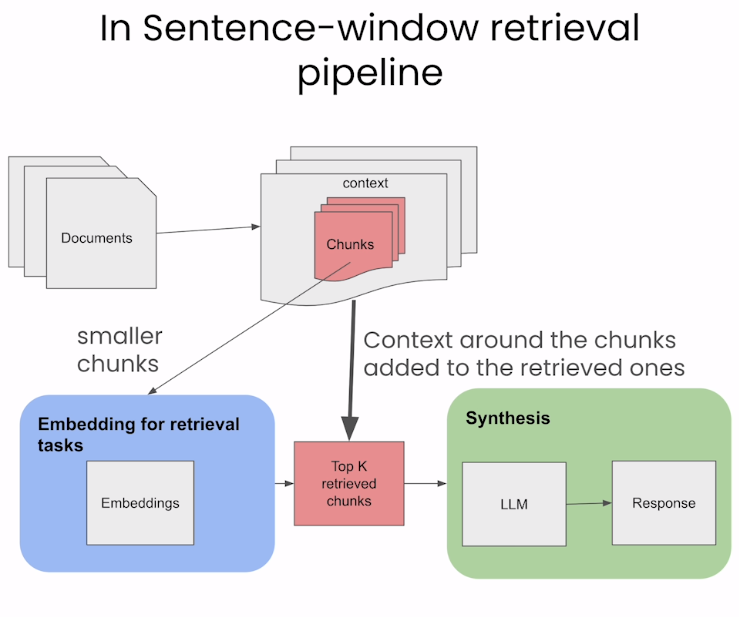 In Sentence-window retrieval
pipeline
context
Documents
Chunks
smaller
chunks
Context around the chunks
added to the retrieved ones
Embedding for retrieval
tasks
Embeddings
Top K
retrieved
chunks
Synthesis
LLM
Response